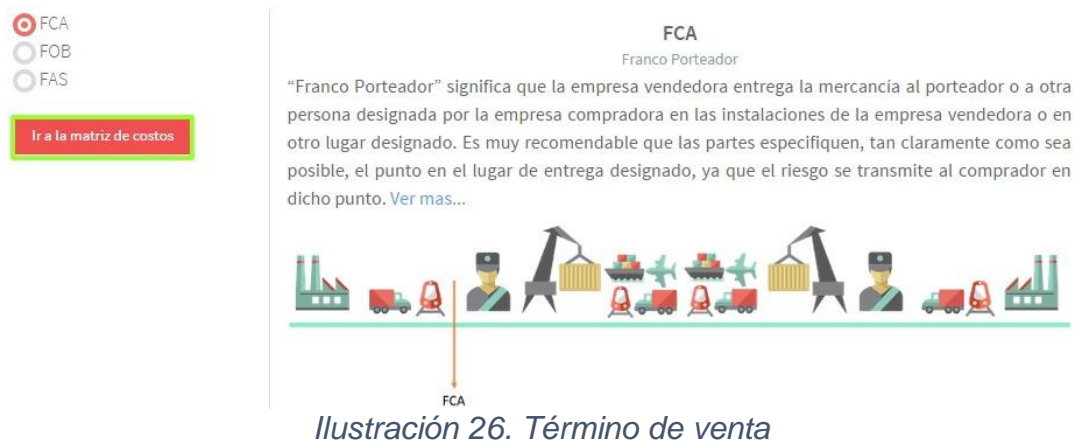 FCA
FOB
FAS
Ir a la matriz de costos
FCA
Franco Porteador
“Franco Porteador” significa que la empresa vendedora entrega la mercancía al porteador o a otra
persona designada por la empresa compradora en las instalaciones de la empresa vendedora o en
otro lugar designado. Es muy recomendable que las partes especifiquen, tan claramente como sea
posible, el punto en el lugar de entrega designado, ya que el riesgo se transmite al comprador en
dicho punto. Ver mas...
FCA
Ilustración 26. Término de venta